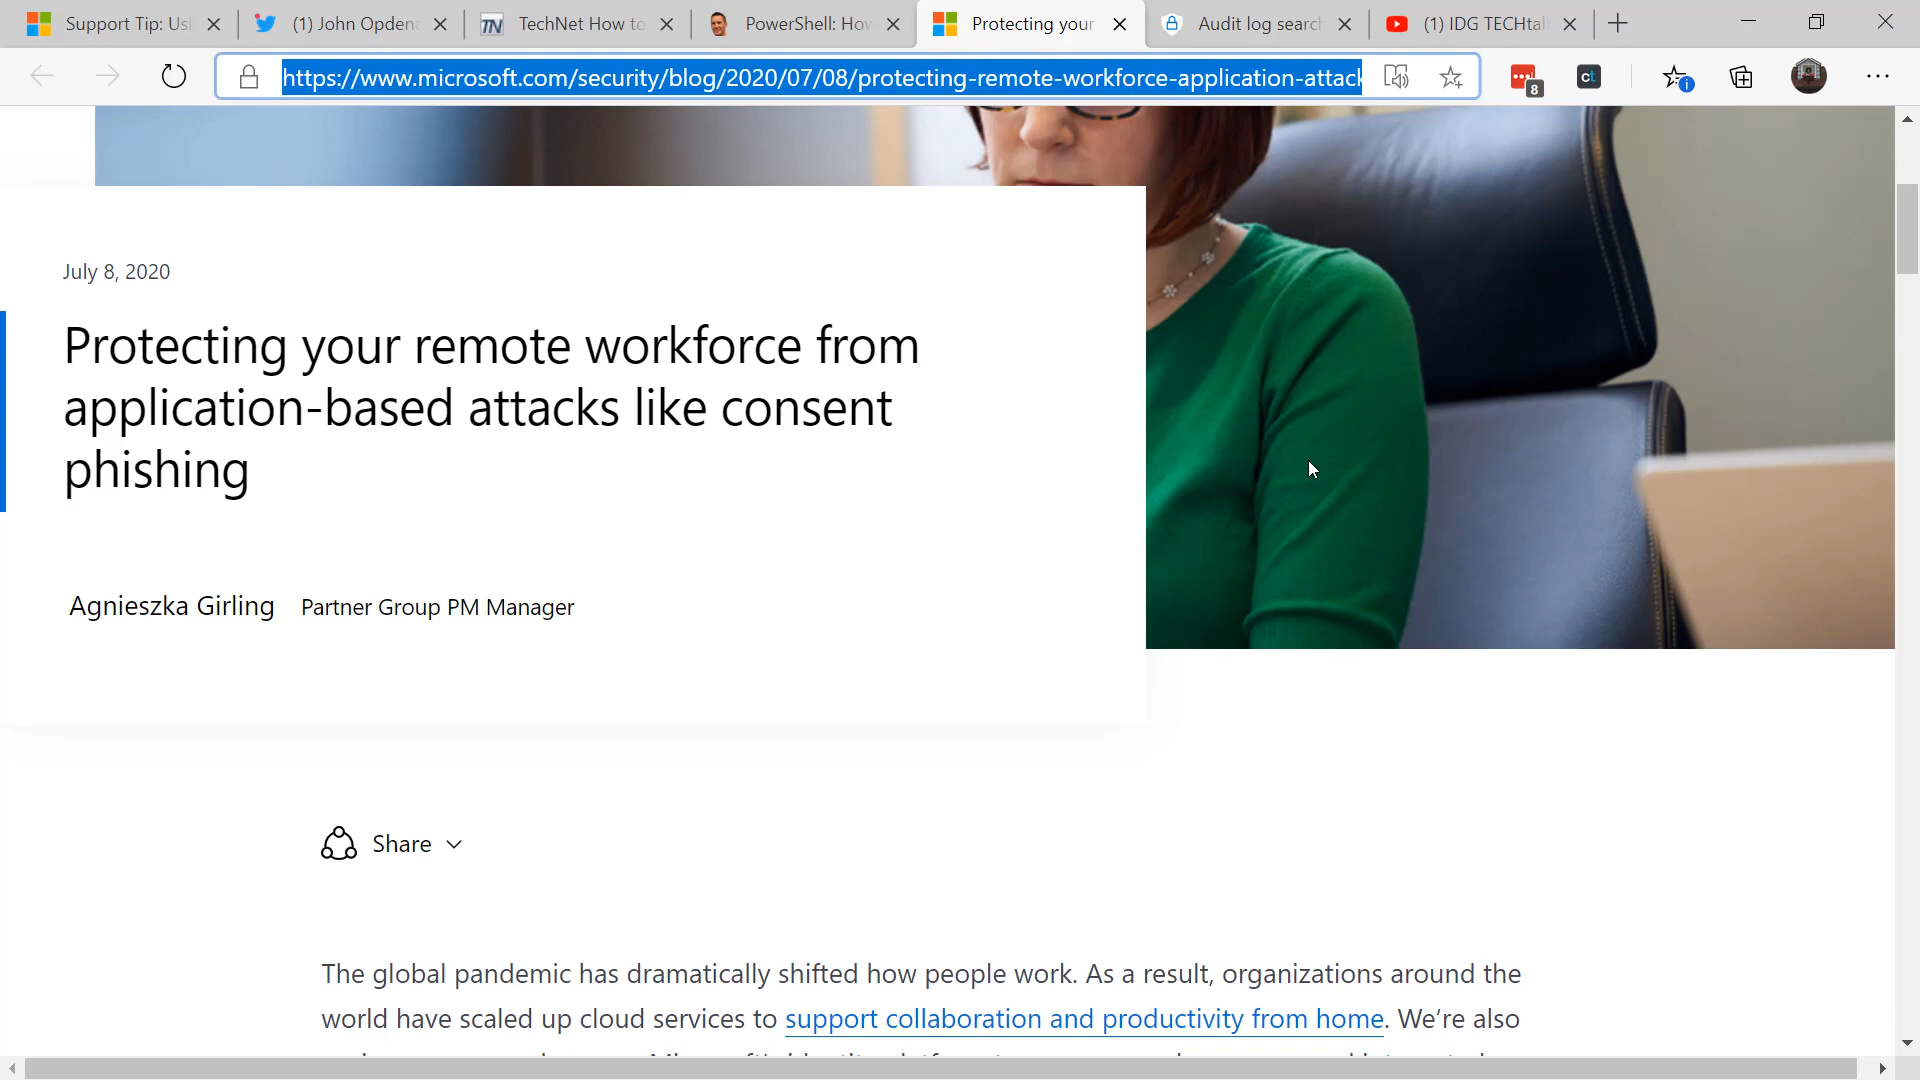 Support Tip: Usi
(1) John Opdena
TechNet How to
PowerShell: How
Protecting your
Audit log search
(1) IDG TECHtal
https://www.microsoft.com/security/blog/2020/07/08/protecting-remote-workforce-application-attack
8
ct
July 8, 2020
Protecting your remote workforce from
application-based attacks like consent
phishing
Agnieszka Girling Partner Group PM Manager
Share
The global pandemic has dramatically shifted how people work. As a result, organizations around the
world have scaled up cloud services to support collaboration and productivity from home. We’re also